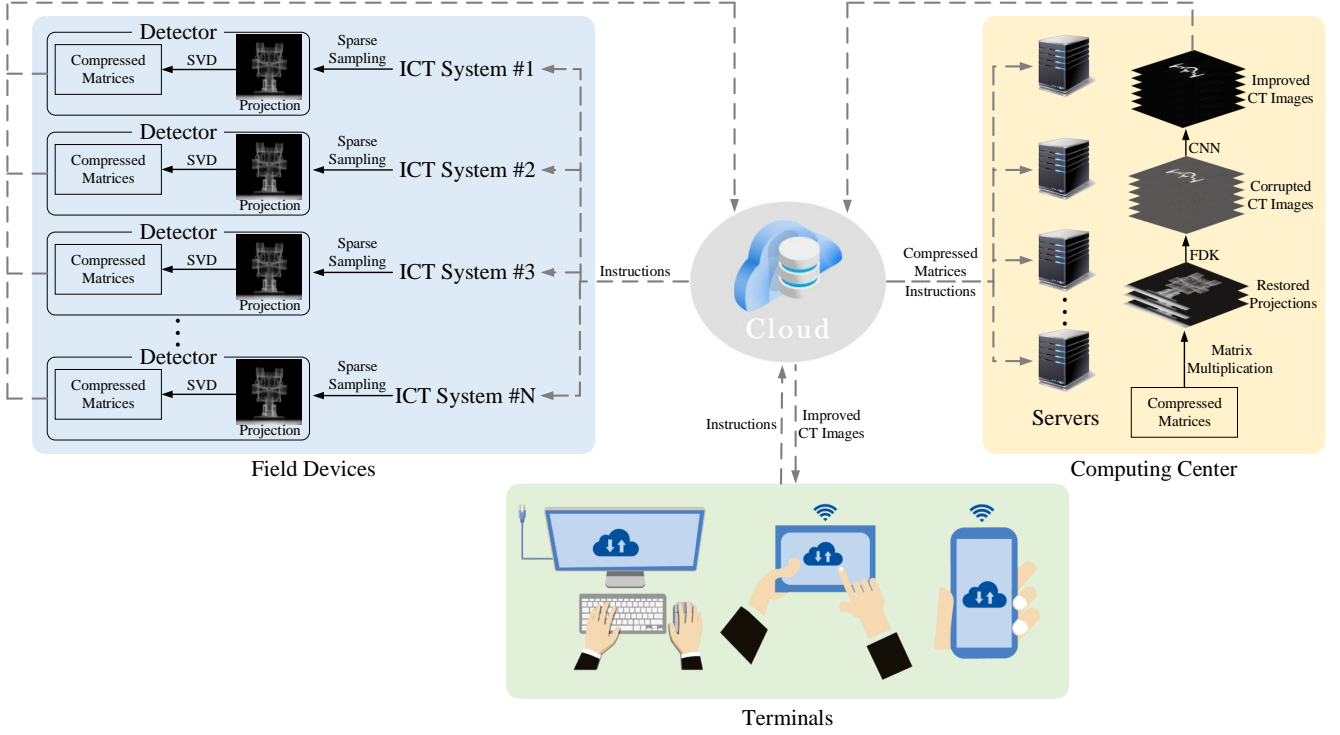 Detector
Compressed
Matrices
SVD
Projection
Sparse
Sampling
ICT System #1
Detector
Compressed
Matrices
SVD
Projection
Sparse
Sampling
ICT System #2
Detector
Compressed
Matrices
SVD
Projection
Sparse
Sampling
ICT System #3
Detector
Compressed
Matrices
SVD
Projection
Sparse
Sampling
ICT System #N
Field Devices
Instructions
Cloud
Compressed
Matrices
Instructions
Instructions
Improved
CT Images
Servers
Improved
CT Images
CNN
Corrupted
CT Images
FDK
Restored
Projections
Matrix
Multiplication
Compressed
Matrices
Computing Center
Terminals